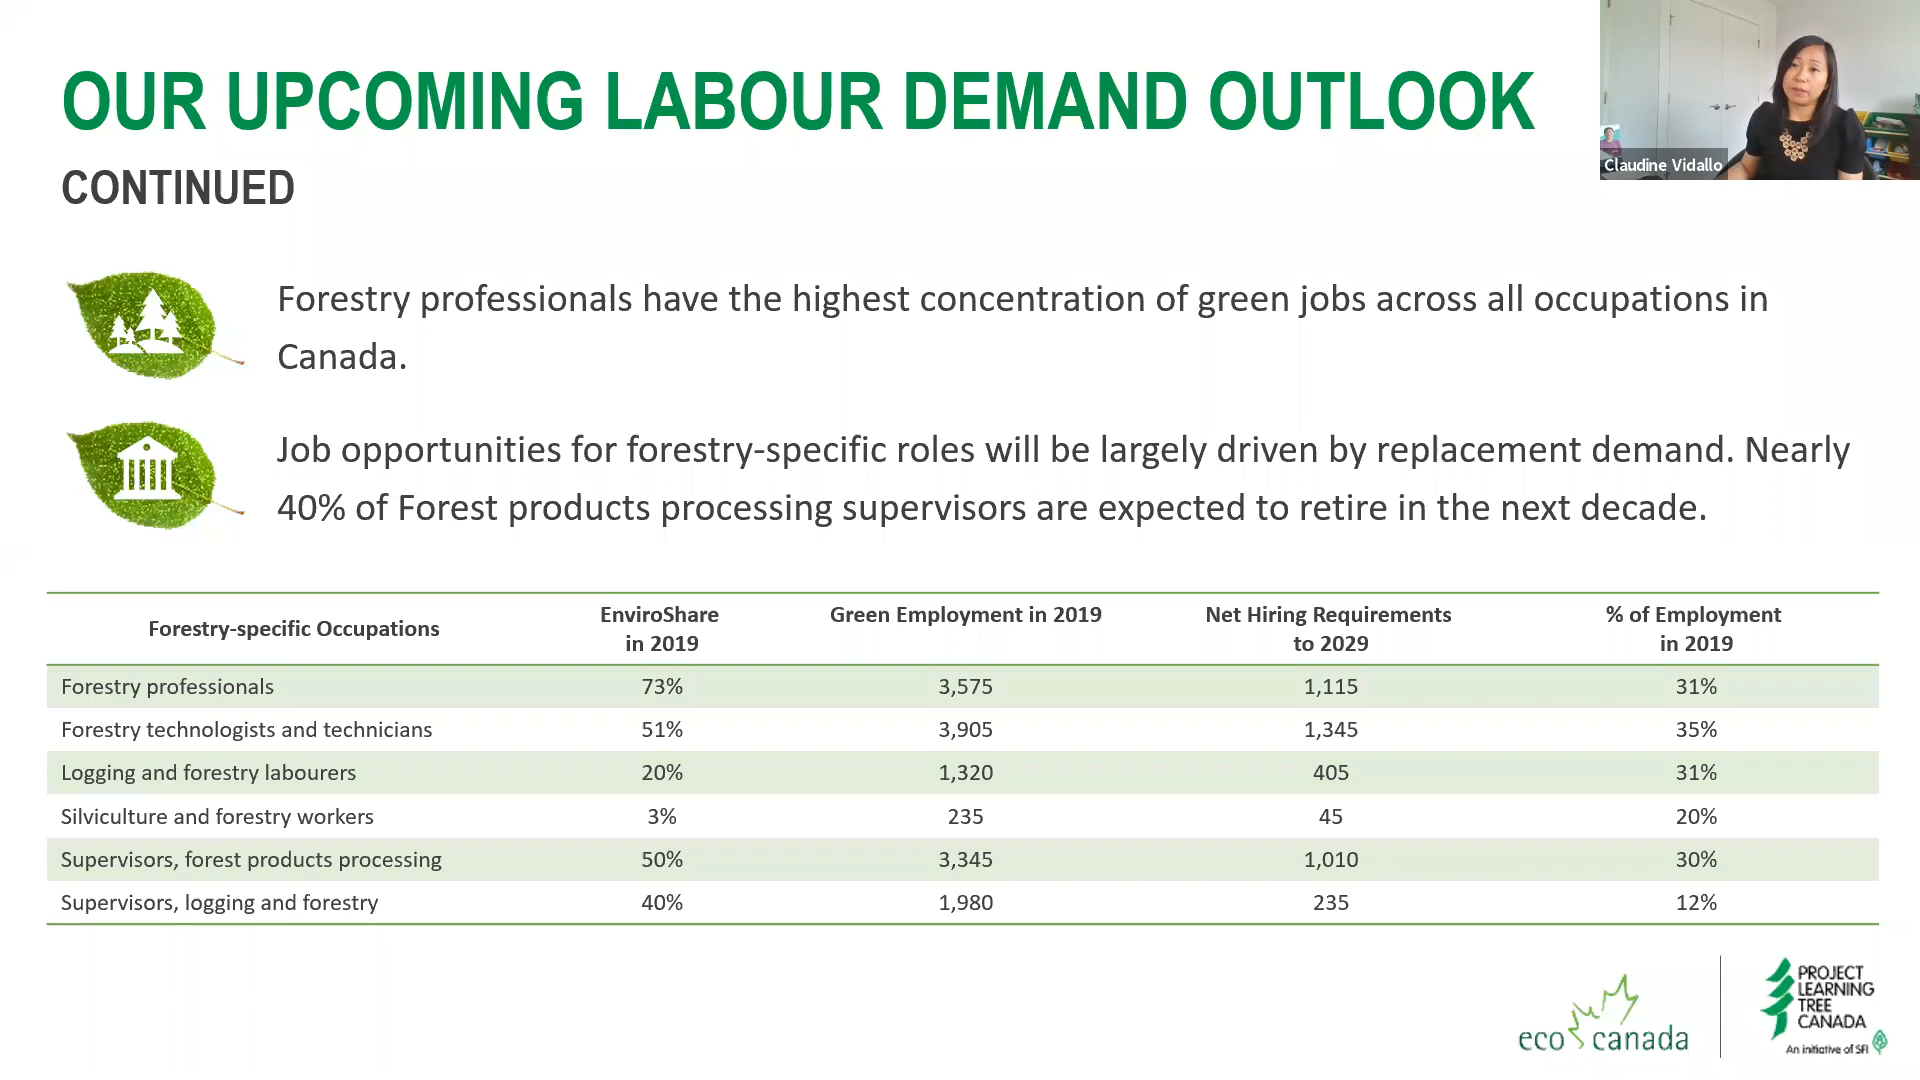 OUR UPCOMING LABOUR DEMAND OUTLOOK
CONTINUED
Claudine Vidallo
Forestry professionals have the highest concentration of green jobs across all occupations in
Canada.
Job opportunities for forestry-specific roles will be largely driven by replacement demand. Nearly
40% of Forest products processing supervisors are expected to retire in the next decade.
Forestry-specific Occupations EnviroShare in 2019 Green Employment in 2019 Net Hiring Requirements to 2029 % of Employment in 2019
Forestry professionals 73% 3,575 1,115 31%
Forestry technologists and technicians 51% 3,905 1,345 35%
Logging and forestry labourers 20% 1,320 405 31%
Silviculture and forestry workers 3% 235 45 20%
Supervisors, forest products processing 50% 3,345 1,010 30%
Supervisors, logging and forestry 40% 1,980 235 12%
eco canada
PROJECT
LEARNING
TREE
CANADA
An initiative of SFI